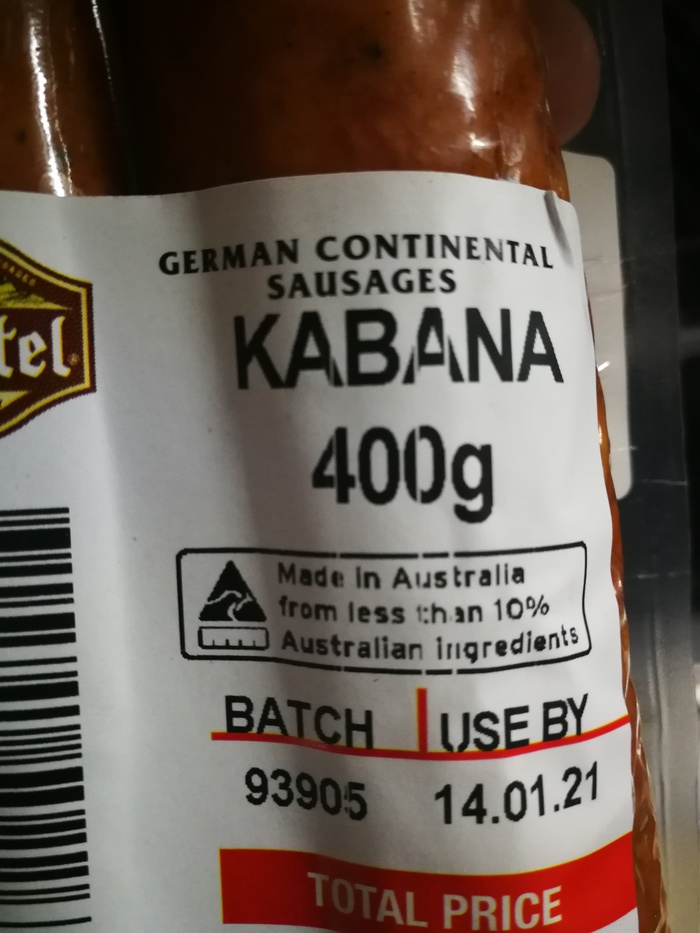 GERMAN CONTINENTAL
SAUSAGES
KABANA
400g
tel
Made in Australia
from less than 10%
Australian ingredients
BATCH USE BY
93905 14.01.21
TOTAL PRICE